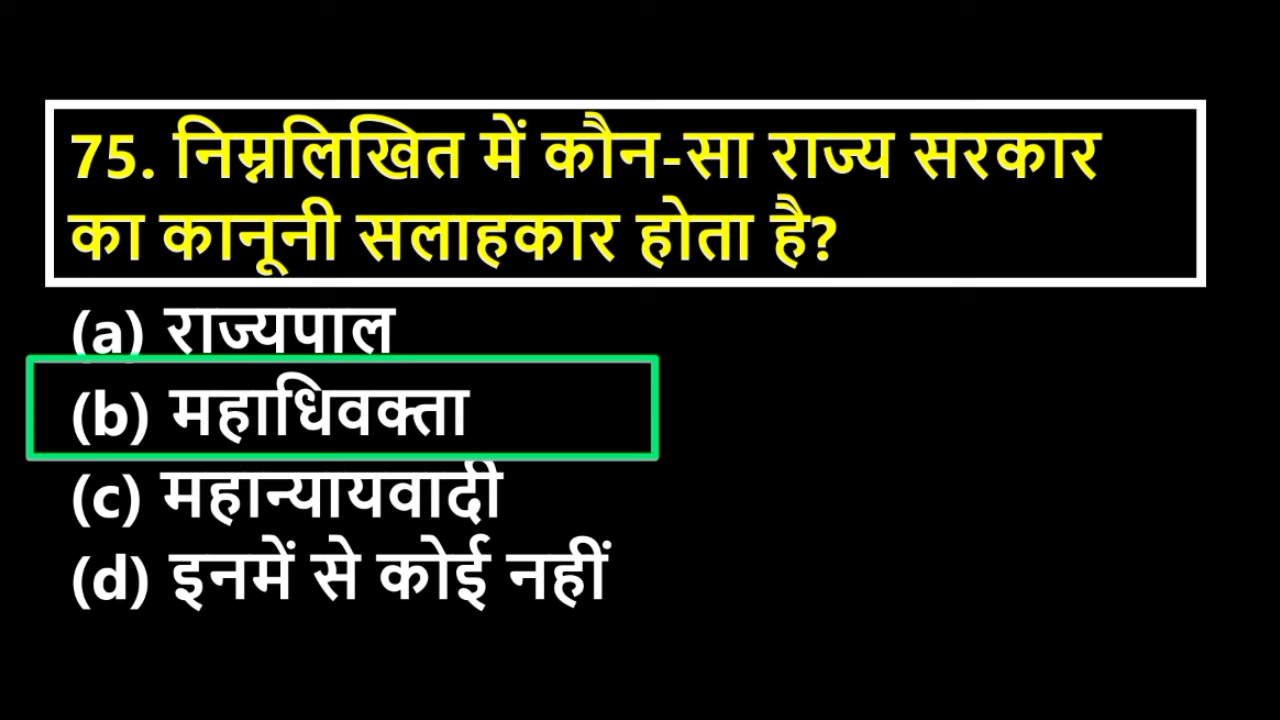 75. निम्नलिखित में कौन-सा राज्य सरकार
का कानूनी सलाहकार होता है?
(a) राज्यपाल
(b) महाधिवक्ता
(c) महान्यायवादी
(d) इनमें से कोई नहीं